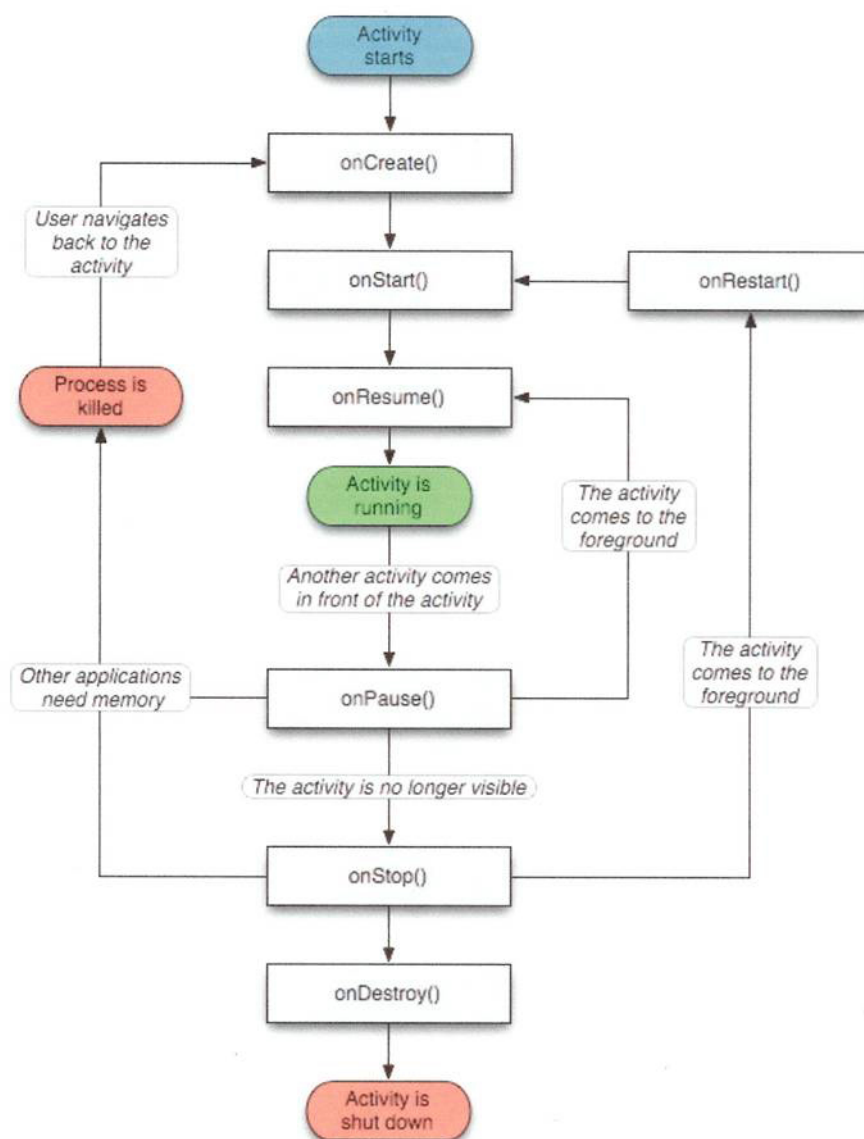 Activity
starts
onCreate()
User navigates
back to the
activity
onStart()
onRestart()
Process is
killed
onResume()
Activity is
running
The activity
comes to the
foreground
Another activity comes
in front of the activity
The activity
comes to the
foreground
Other applications
need memory
onPause()
The activity is no longer visible
onStop()
onDestroy()
Activity is
shut down